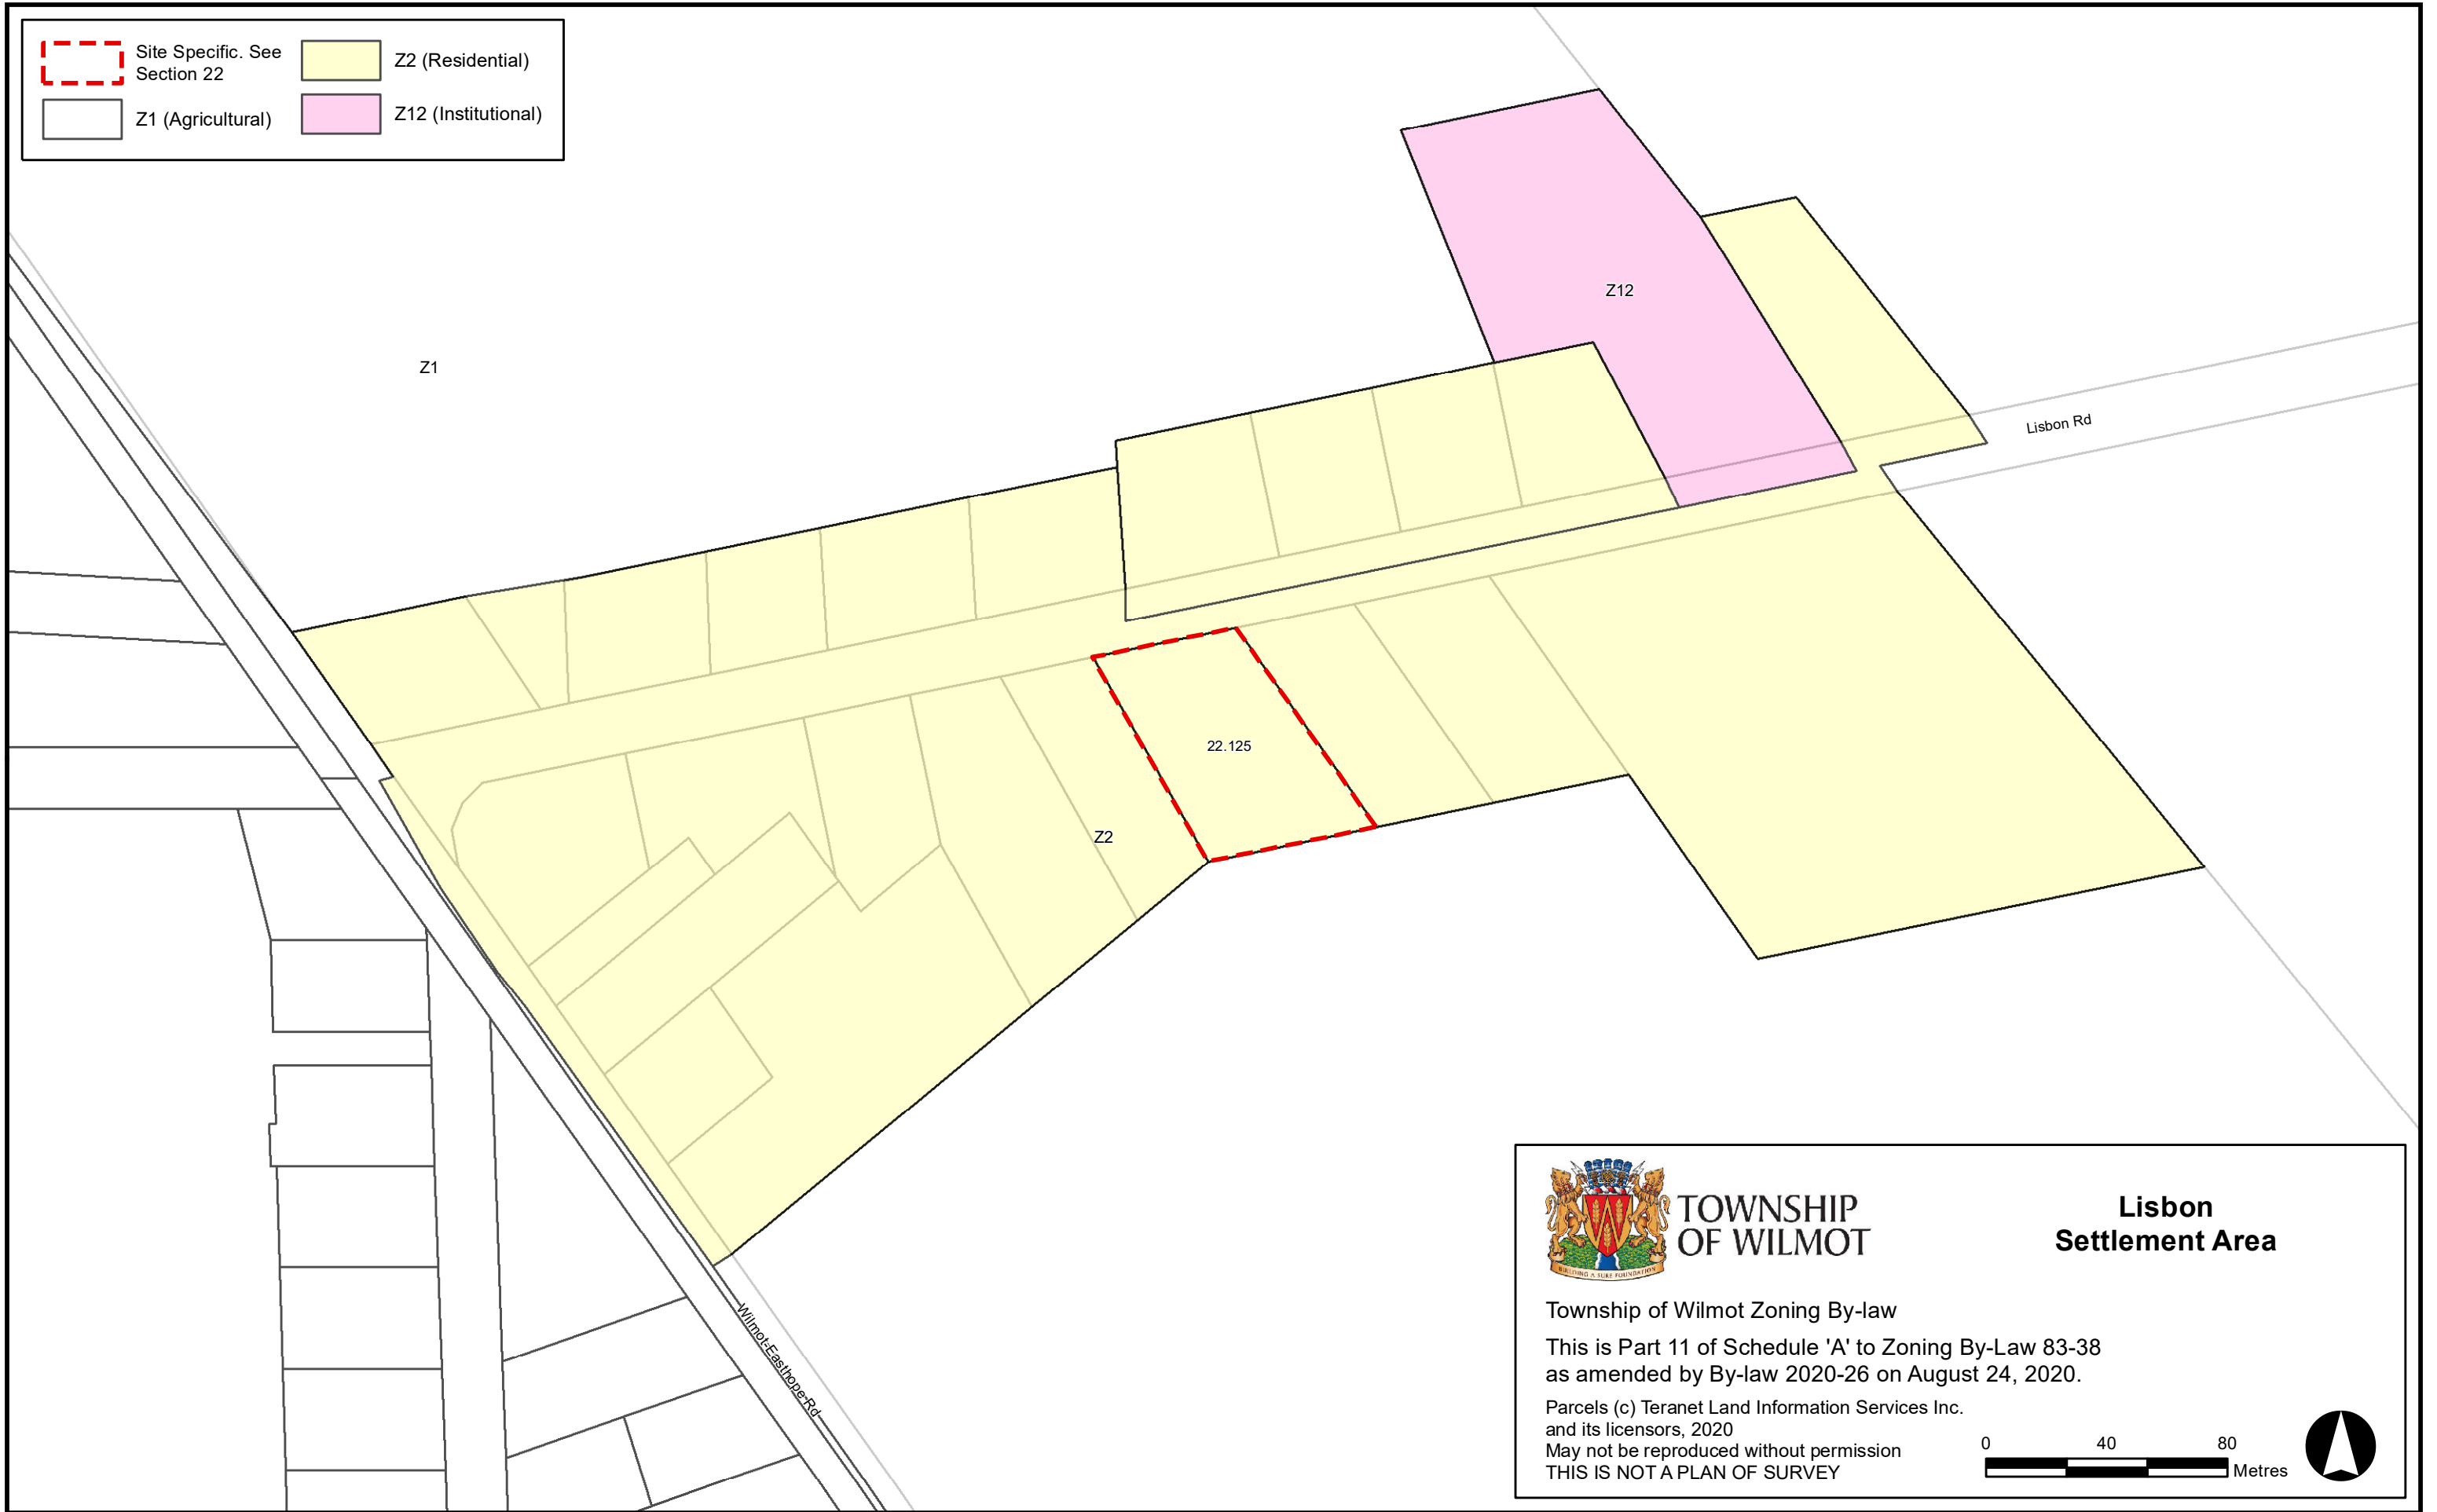 Site Specific. See
Section 22
Z1 (Agricultural)
Z2 (Residential)
Z12 (Institutional)
Z12
Z1
Lisbon Rd
22.125
Z2
Wilmot-Easthope-Rd
TOWNSHIP
OF WILMOT
BUILDING A SURE FOUNDATION
Lisbon
Settlement Area
Township of Wilmot Zoning By-law
This is Part 11 of Schedule 'A' to Zoning By-Law 83-38
as amended by By-law 2020-26 on August 24, 2020.
Parcels (c) Teranet Land Information Services Inc.
and its licensors, 2020
May not be reproduced without permission
THIS IS NOT A PLAN OF SURVEY
0 40 80
Metres